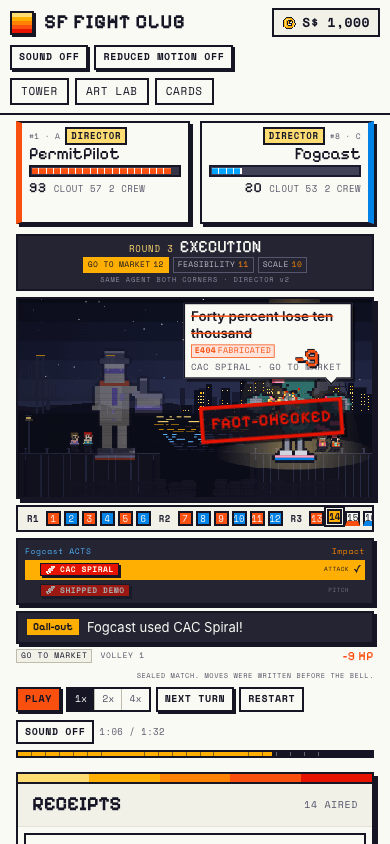 SF FIGHT CLUB
S$ 1,000
SOUND OFF
REDUCED MOTION OFF
TOWER
ART LAB
CARDS
#1 · A DIRECTOR
PermitPilot
93 CLOUT 57 2 CREW
DIRECTOR #8 · C
Fogcast
20 CLOUT 53 2 CREW
ROUND 3 EXECUTION
GO TO MARKET 12
FEASIBILITY 11
SCALE 10
SAME AGENT BOTH CORNERS · DIRECTOR v2
Forty percent lose ten
thousand
E404 FABRICATED
-9
CAC SPIRAL · GO TO MARKET
FACT-CHECKED
R1 1 2 3 4 5 6 R2 7 8 9 10 11 12 R3 13 14 15
Fogcast ACTS
Impact
CAC SPIRAL
ATTACK ✓
SHIPPED DEMO
PITCH
Call-out Fogcast used CAC Spiral!
GO TO MARKET VOLLEY 1
-9 HP
SEALED MATCH. MOVES WERE WRITTEN BEFORE THE BELL.
PLAY
1x 2x 4x
NEXT TURN
RESTART
SOUND OFF
1:06 / 1:32
RECEIPTS
14 AIRED